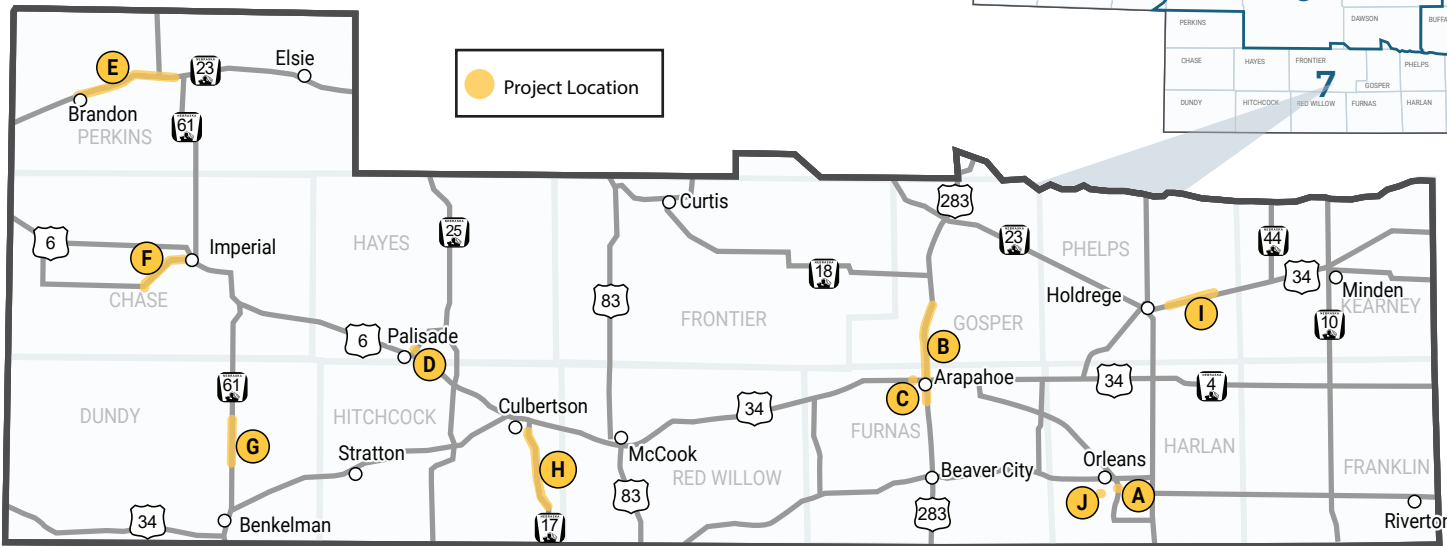 PERKINS
DAWSON
CHASE
HAYES
FRONTIER
PHELPS
7
GOSPER
DUNDY
HITCHCOCK
RED WILLOW
FURNAS
HARLAN
Project Location
E
23
Elsie
Brandon
PERKINS
61
Curtis
283
6
F
Imperial
HAYES
25
23
PHELPS
44
CHASE
83
18
Holdrege
34
Minden
KEARNEY
I
FRONTIER
GOSPER
10
Palisade
6
D
B
Arapahoe
34
4
61
C
DUNDY
HITCHCOCK
Culbertson
34
FURNAS
G
Stratton
H
McCook
RED WILLOW
Beaver City
Orleans
HARLAN
FRANKLIN
J
A
83
34
Benkelman
17
283
Riverton